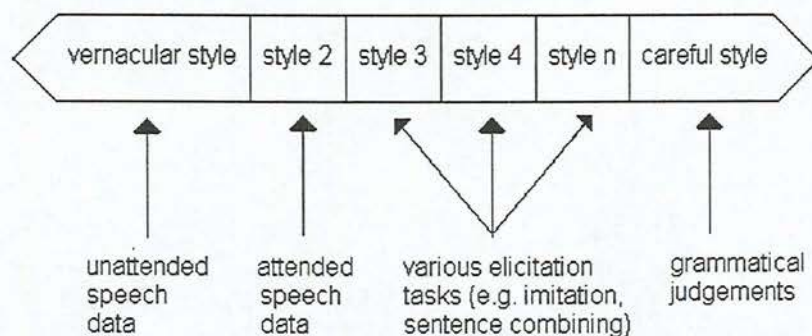 vernacular style style 2 style 3 style 4 style n careful style
unattended
speech
data
attended
speech
data
various elicitation
tasks (e.g. imitation,
sentence combining)
grammatical
judgements